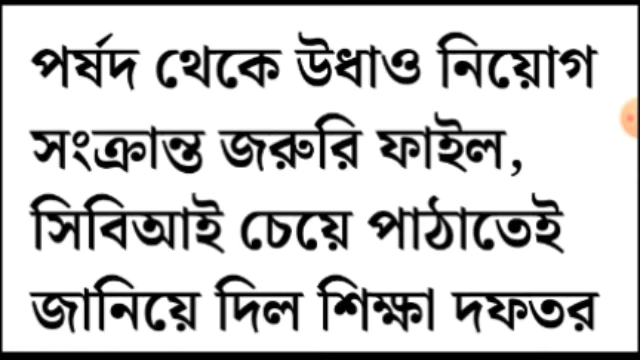 পর্ষদ থেকে উধাও নিয়োগ
সংক্রান্ত জরুরি ফাইল,
সিবিআই চেয়ে পাঠাতেই
জানিয়ে দিল শিক্ষা দফতর